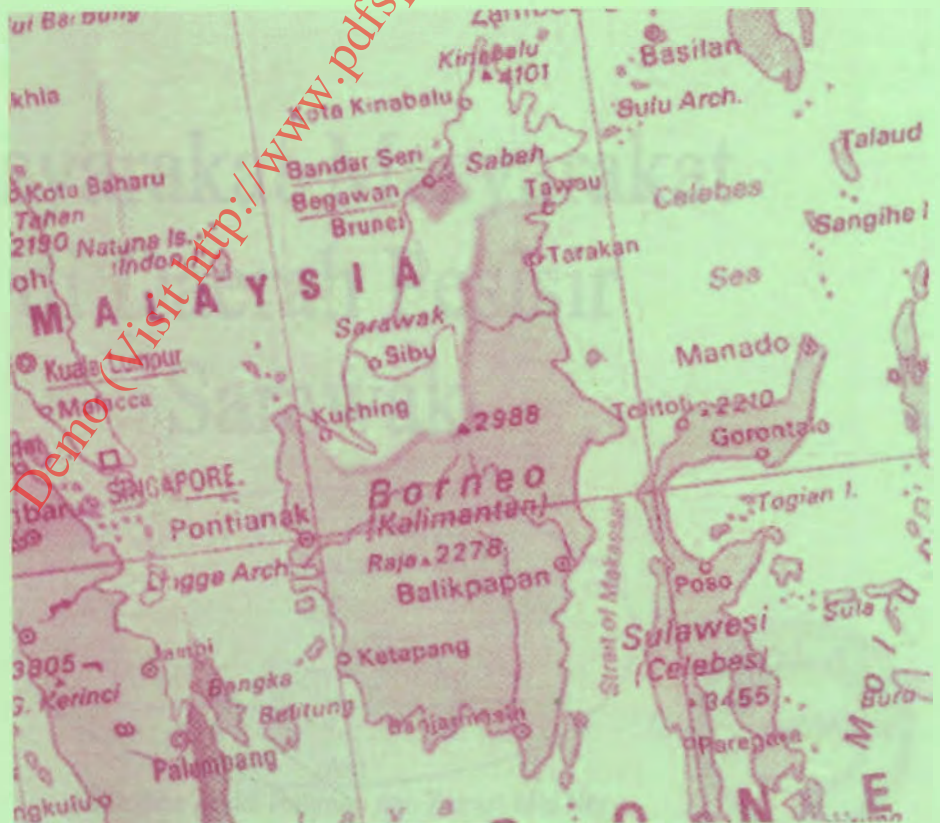 Kinabalu
4101
Basilan
Kota Kinabalu
Sulu Arch.
Talaud
Bandar Seri
Begawan
Brunei
Sabah
Tawau
Celebes
Sea
Sangihe I
Kota Baharu
Tahan
2190
Natuna Is.
Tarakan
MALAYSIA
Sarawak
Sibu
Manado
Kuala Lumpur
Malacca
Kuching
2988
Tolitoli
2210
Gorontalo
SINGAPORE
Borneo
(Kalimantan)
Togian I.
Pontianak
Raja 2278
Balikpapan
Strait of Makassar
Poso
Sula
Sulawesi
(Celebes)
Ketapang
3805
G. Kerinci
Bangka
Belitung
3455
Buru
Palembang
Banjarmasin
ngkulu
Demo (Visit http://www.pdfs